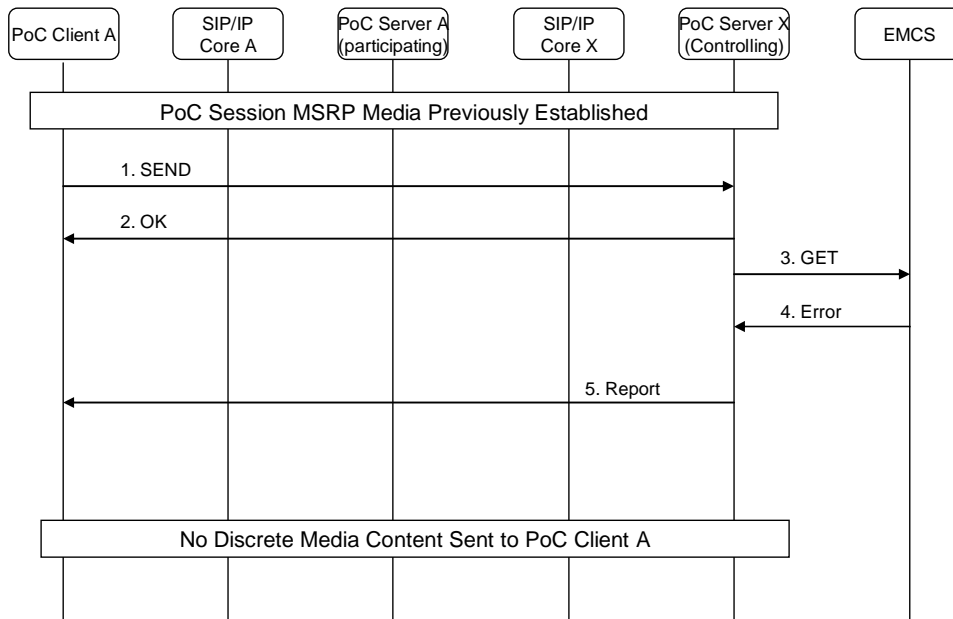 PoC Client A
SIP/IP
Core A
PoC Server A
(participating)
SIP/IP
Core X
PoC Server X
(Controlling)
EMCS
PoC Session MSRP Media Previously Established
1. SEND
2. OK
3. GET
4. Error
5. Report
No Discrete Media Content Sent to PoC Client A